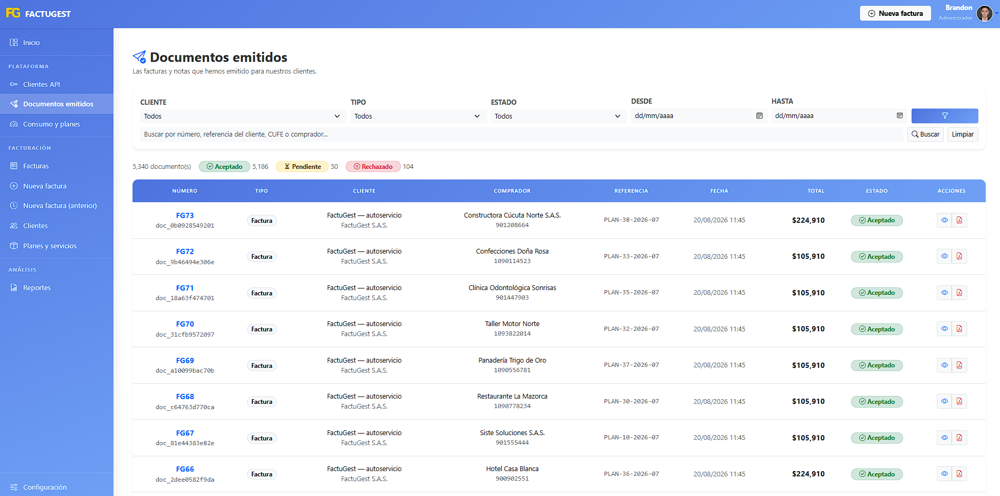 FG FACTUGEST
Nueva factura
Brandon
Administrador
Inicio
PLATAFORMA
Clientes API
Documentos emitidos
Consumo y planes
FACTURACIÓN
Facturas
Nueva factura
Nueva factura (anterior)
Clientes
Planes y servicios
ANÁLISIS
Reportes
Configuración
Documentos emitidos
Las facturas y notas que hemos emitido para nuestros clientes.
CLIENTE TIPO ESTADO DESDE HASTA
Todos Todos Todos dd/mm/aaaa dd/mm/aaaa
Buscar por número, referencia del cliente, CUFE o comprador... Buscar Limpiar
5,340 documento(s) Aceptado 5,186 Pendiente 50 Rechazado 104
NÚMERO TIPO CLIENTE COMPRADOR REFERENCIA FECHA TOTAL ESTADO ACCIONES
FG73 FactuGest — autoservicio Constructora Cúcuta Norte S.A.S.
Factura PLAN-38-2026-07 20/08/2026 11:45 $224,910 Aceptado
doc_0b0928549201 FactuGest S.A.S. 901208664
FG72 FactuGest — autoservicio Confecciones Doña Rosa
Factura PLAN-33-2026-07 20/08/2026 11:45 $105,910 Aceptado
doc_9b46494e306e FactuGest S.A.S. 1090114523
FG71 FactuGest — autoservicio Clínica Odontológica Sonrisas
Factura PLAN-35-2026-07 20/08/2026 11:45 $105,910 Aceptado
doc_18a63f474701 FactuGest S.A.S. 901447903
FG70 FactuGest — autoservicio Taller Motor Norte
Factura PLAN-32-2026-07 20/08/2026 11:45 $105,910 Aceptado
doc_31cfb9572097 FactuGest S.A.S. 1093822014
FG69 FactuGest — autoservicio Panadería Trigo de Oro
Factura PLAN-37-2026-07 20/08/2026 11:45 $105,910 Aceptado
doc_a10099bac70b FactuGest S.A.S. 1090556781
FG68 FactuGest — autoservicio Restaurante La Mazorca
Factura PLAN-30-2026-07 20/08/2026 11:45 $105,910 Aceptado
doc_c64763d770ca FactuGest S.A.S. 1090778234
FG67 FactuGest — autoservicio Siste Soluciones S.A.S.
Factura PLAN-10-2026-07 20/08/2026 11:45 $105,910 Aceptado
doc_81e44383e82e FactuGest S.A.S. 901555444
FG66 FactuGest — autoservicio Hotel Casa Blanca
Factura PLAN-36-2026-07 20/08/2026 11:45 $224,910 Aceptado
doc_2dee0582f9da FactuGest S.A.S. 900902551